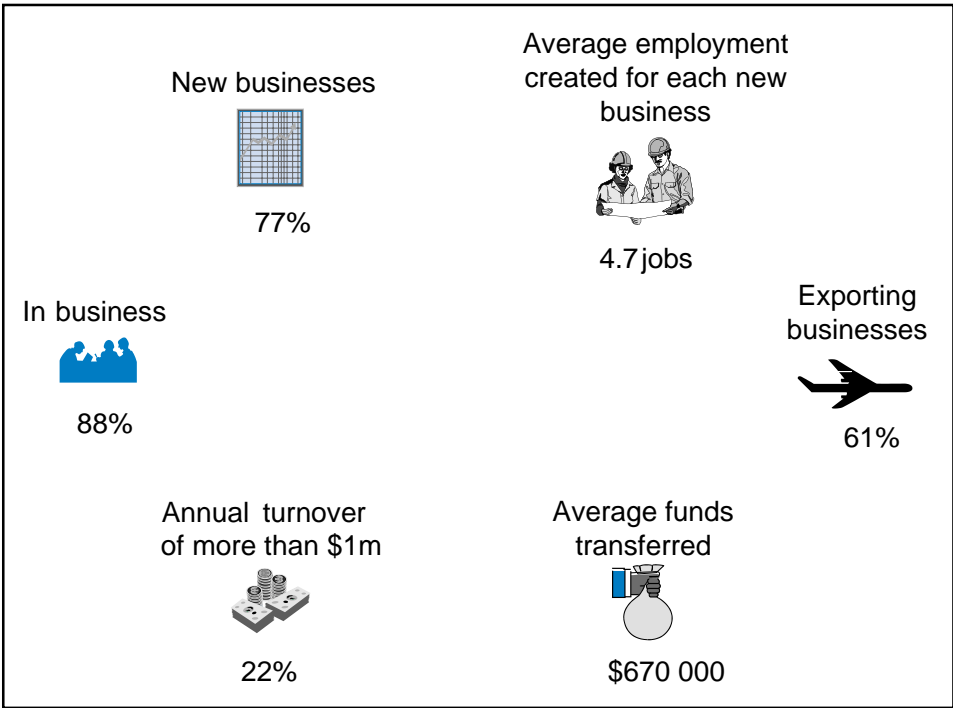 New businesses
77%
Average employment
created for each new
business
4.7 jobs
In business
88%
Exporting
businesses
61%
Annual turnover
of more than $1m
22%
Average funds
transferred
$670 000